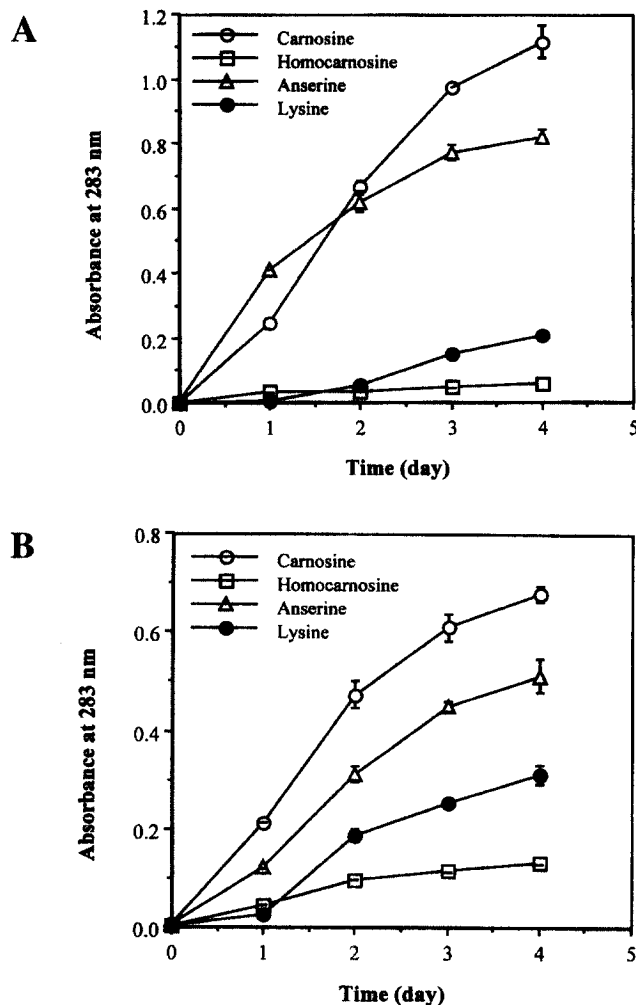 A
1.2
1.0
0.8
0.6
0.4
0.2
0.0
Absorbance at 283 nm
Carnosine
Homocarnosine
Anserine
Lysine
0 1 2 3 4 5
Time (day)
B
0.8
0.6
0.4
0.2
0.0
Absorbance at 283 nm
Carnosine
Homocarnosine
Anserine
Lysine
0 1 2 3 4 5
Time (day)